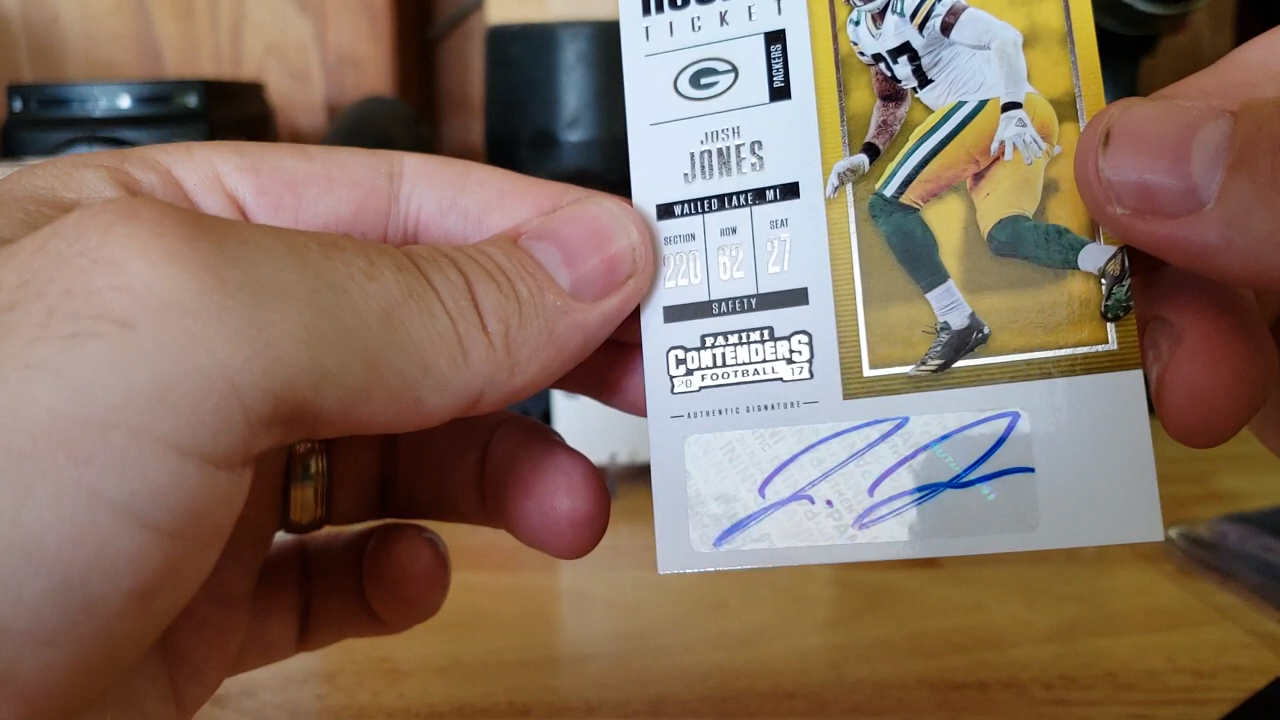 TICKET
PACKERS
G
JOSH
JONES
WALLED LAKE, MI
SECTION ROW SEAT
220 62 27
SAFETY
PANINI
CONTENDERS
20 FOOTBALL 17
AUTHENTIC SIGNATURE
J. J
27